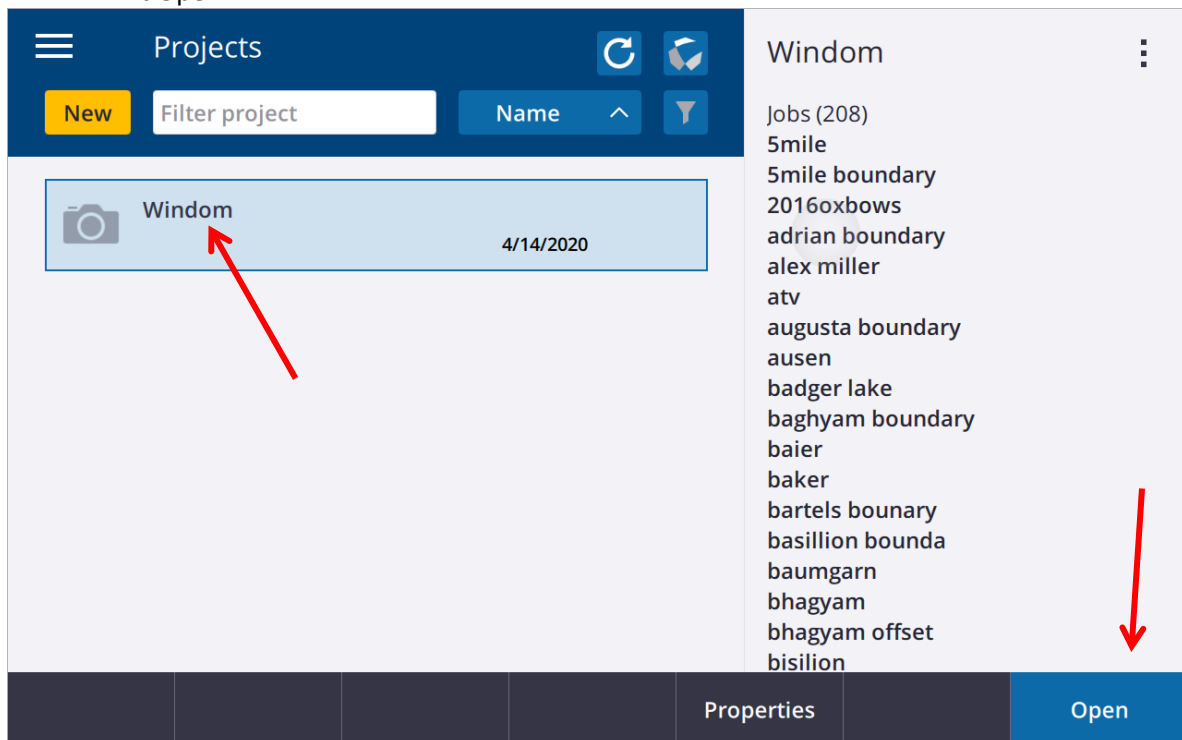 Projects
New
Filter project
Name
Windom
4/14/2020
Windom
Jobs (208)
5mile
5mile boundary
2016oxbows
adrian boundary
alex miller
atv
augusta boundary
ausen
badger lake
baghyam boundary
baier
baker
bartels bounary
basillion bounda
baumgarn
bhagyam
bhagyam offset
bisilion
Properties
Open